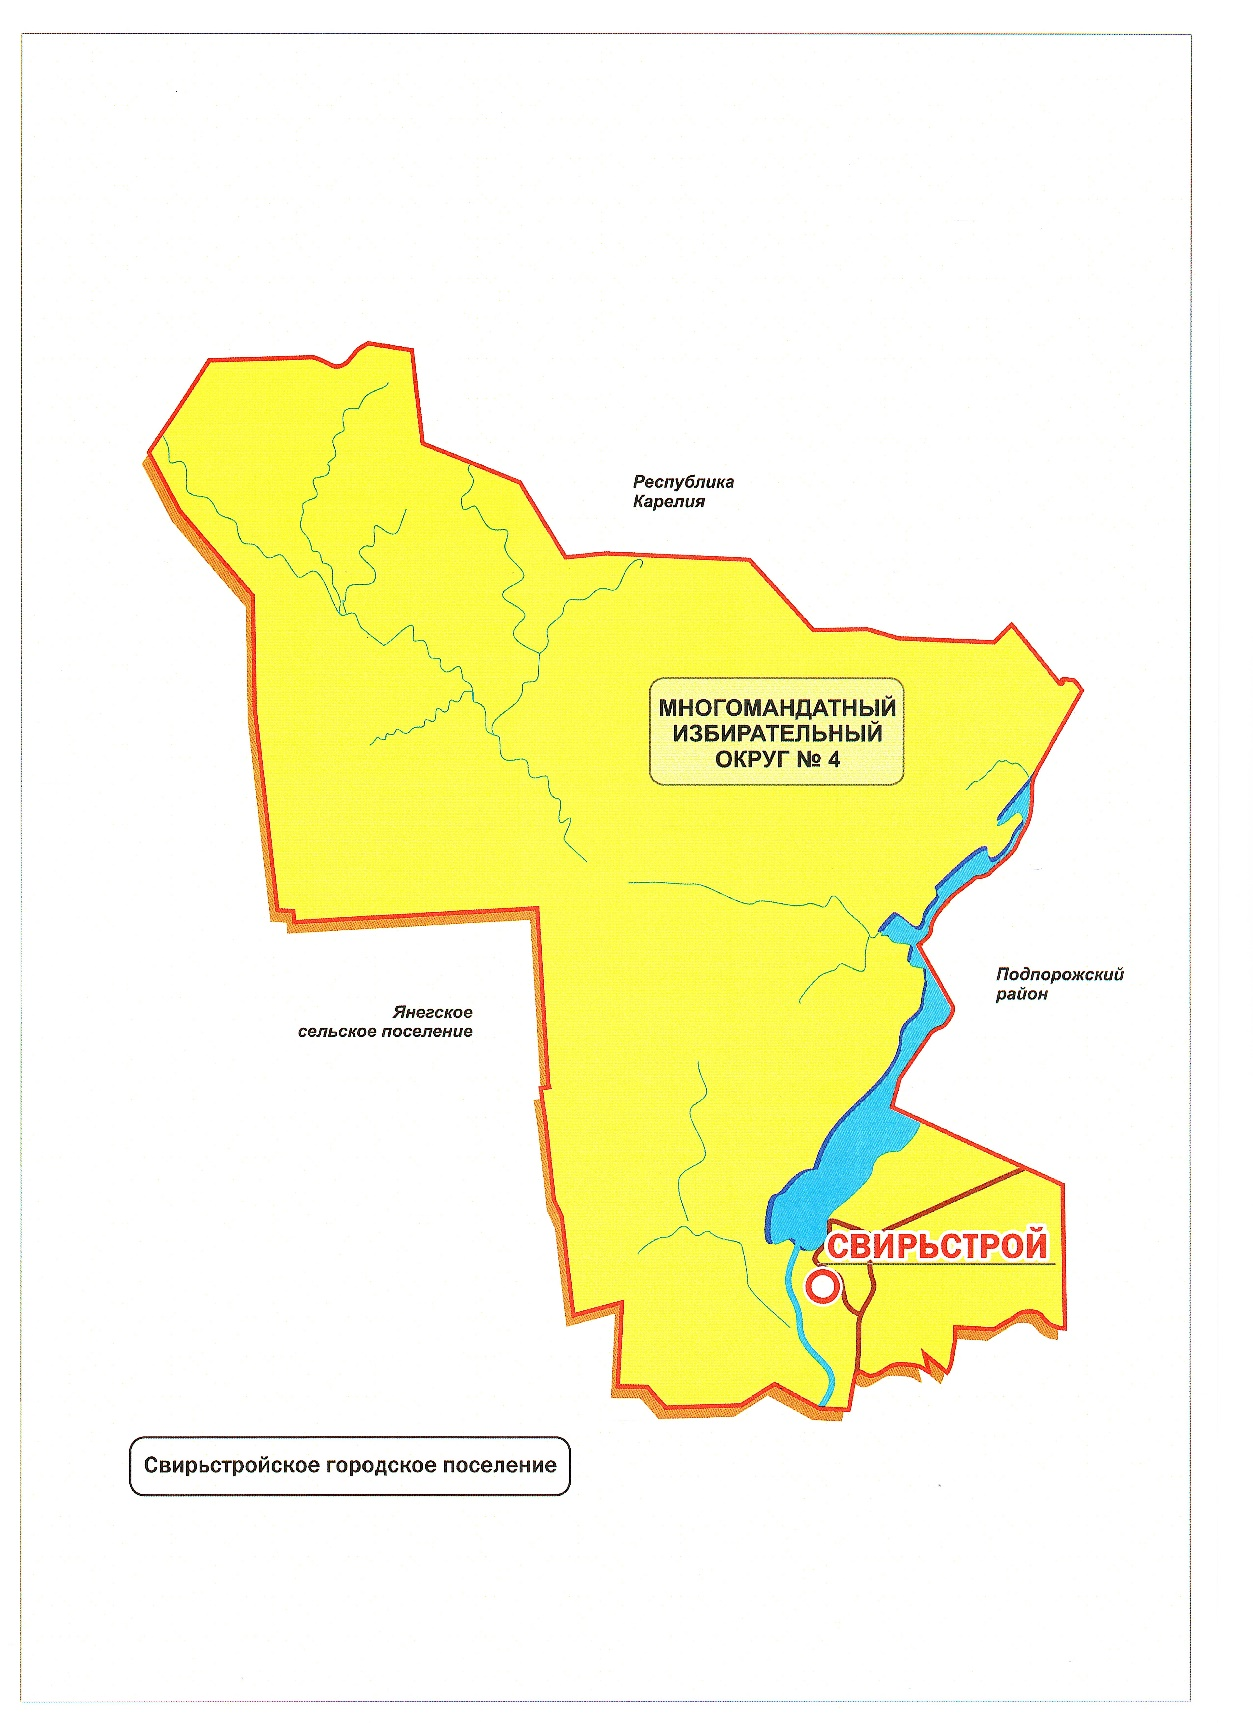 Республика
Карелия
МНОГОМАНДАТНЫЙ
ИЗБИРАТЕЛЬНЫЙ
ОКРУГ № 4
Подпорожский
район
Янегское
сельское поселение
СВИРЬСТРОЙ
Свирьстройское городское поселение